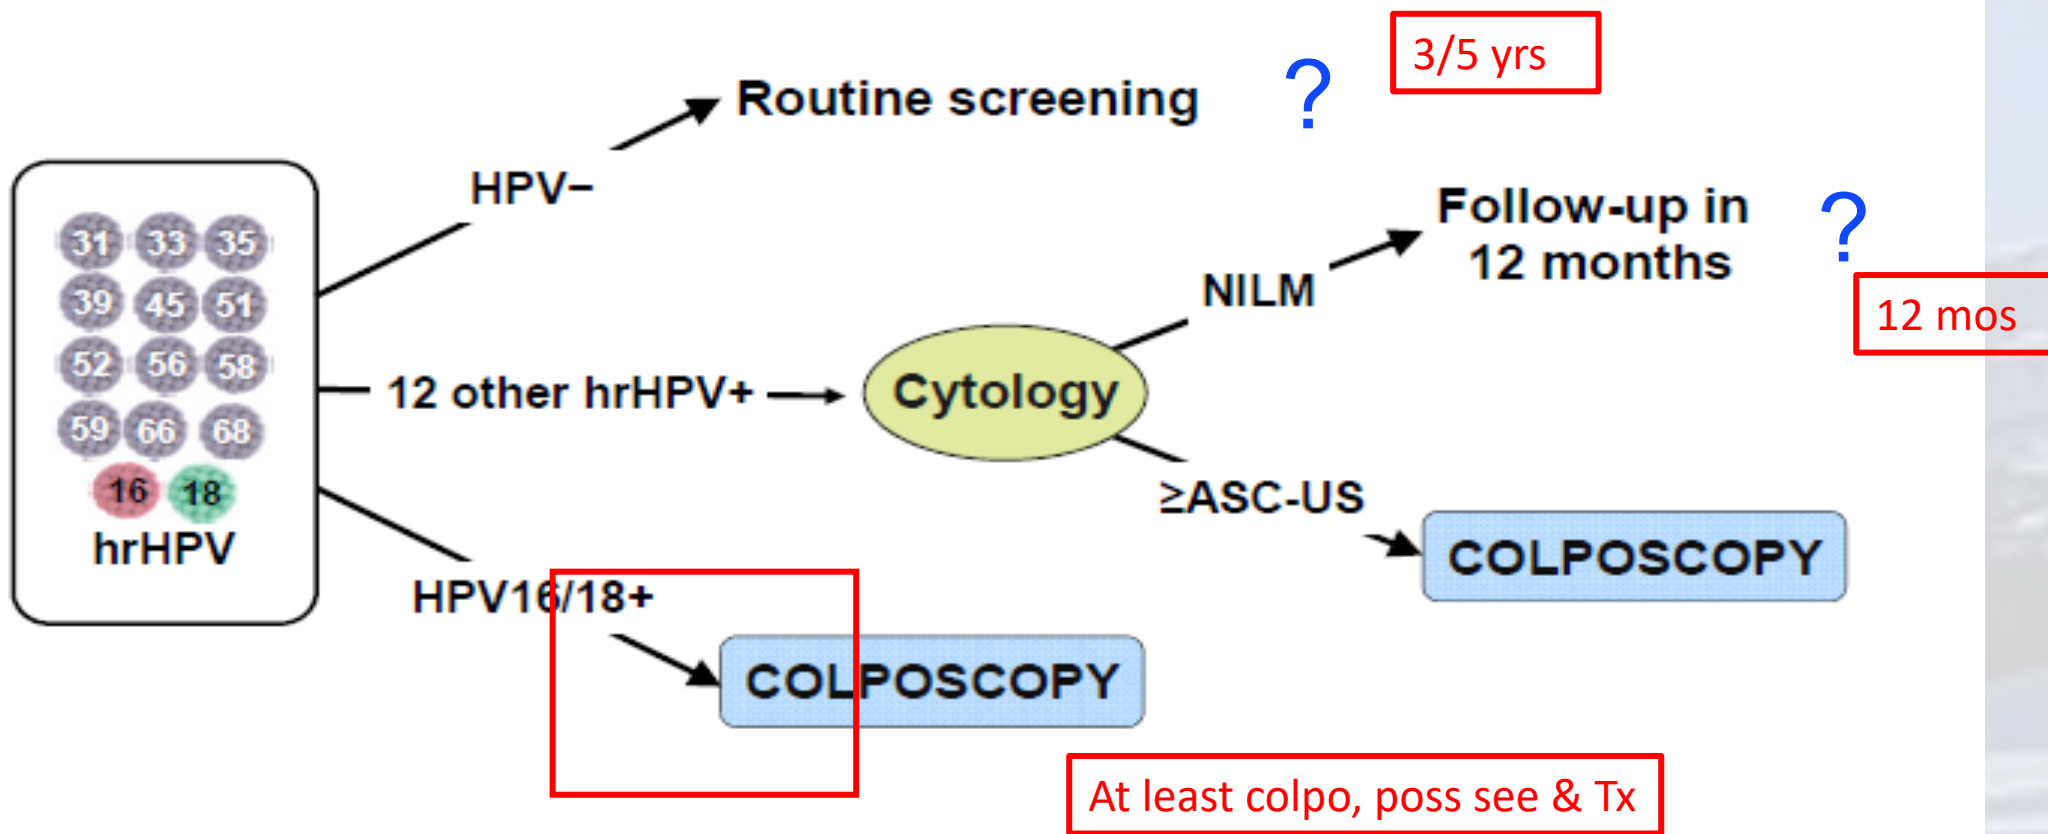 3/5 yrs
Routine screening ?
HPV–
Follow-up in
12 months ?
NILM
12 mos
31 33 35
39 45 51
52 56 58
59 66 68
16 18
hrHPV
12 other hrHPV+
Cytology
≥ASC-US
COLPOSCOPY
HPV16/18+
COLPOSCOPY
At least colpo, poss see & Tx